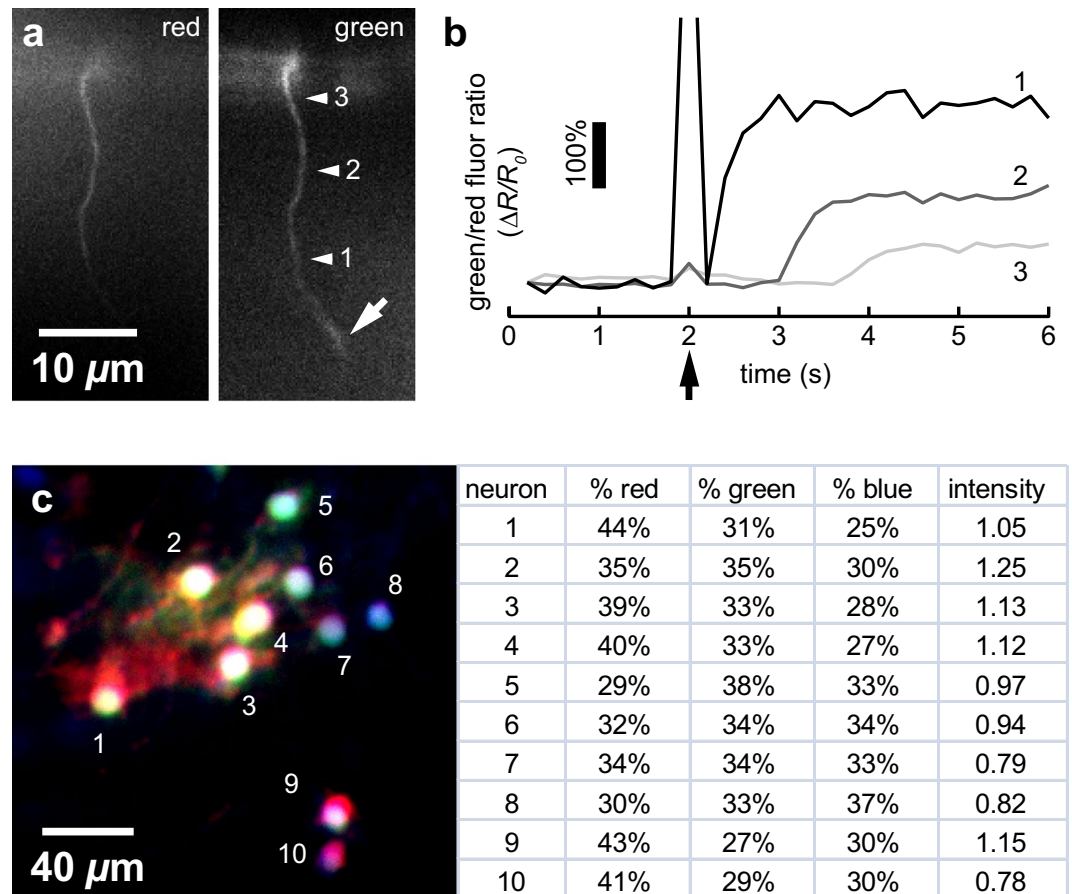 a
red
green
3
2
1
10 µm
b
green/red fluor ratio
(ΔR/R0)
100%
1
2
3
0 1 2 3 4 5 6
time (s)
c
5
2
6
8
4
7
3
1
9
10
40 µm
neuron % red % green % blue intensity
1 44% 31% 25% 1.05
2 35% 35% 30% 1.25
3 39% 33% 28% 1.13
4 40% 33% 27% 1.12
5 29% 38% 33% 0.97
6 32% 34% 34% 0.94
7 34% 34% 33% 0.79
8 30% 33% 37% 0.82
9 43% 27% 30% 1.15
10 41% 29% 30% 0.78